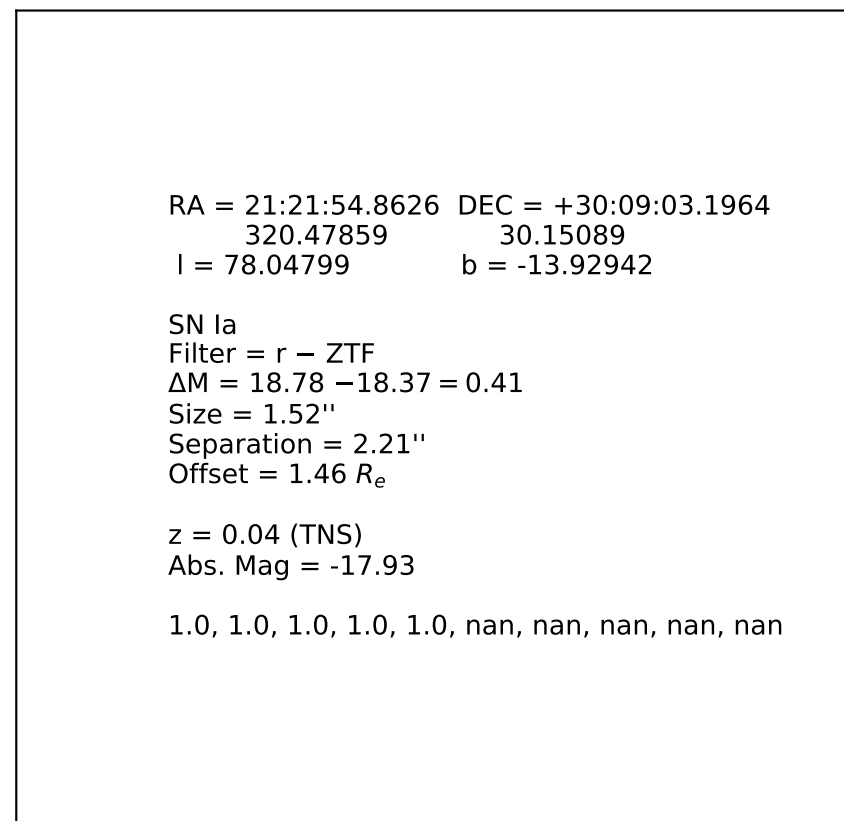 RA = 21:21:54.8626  DEC = +30:09:03.1964
320.47859  30.15089
l = 78.04799  b = -13.92942
SN Ia
Filter = r − ZTF
ΔM = 18.78 −18.37 = 0.41
Size = 1.52''
Separation = 2.21''
Offset = 1.46 Rₑ
z = 0.04 (TNS)
Abs. Mag = -17.93
1.0, 1.0, 1.0, 1.0, 1.0, nan, nan, nan, nan, nan